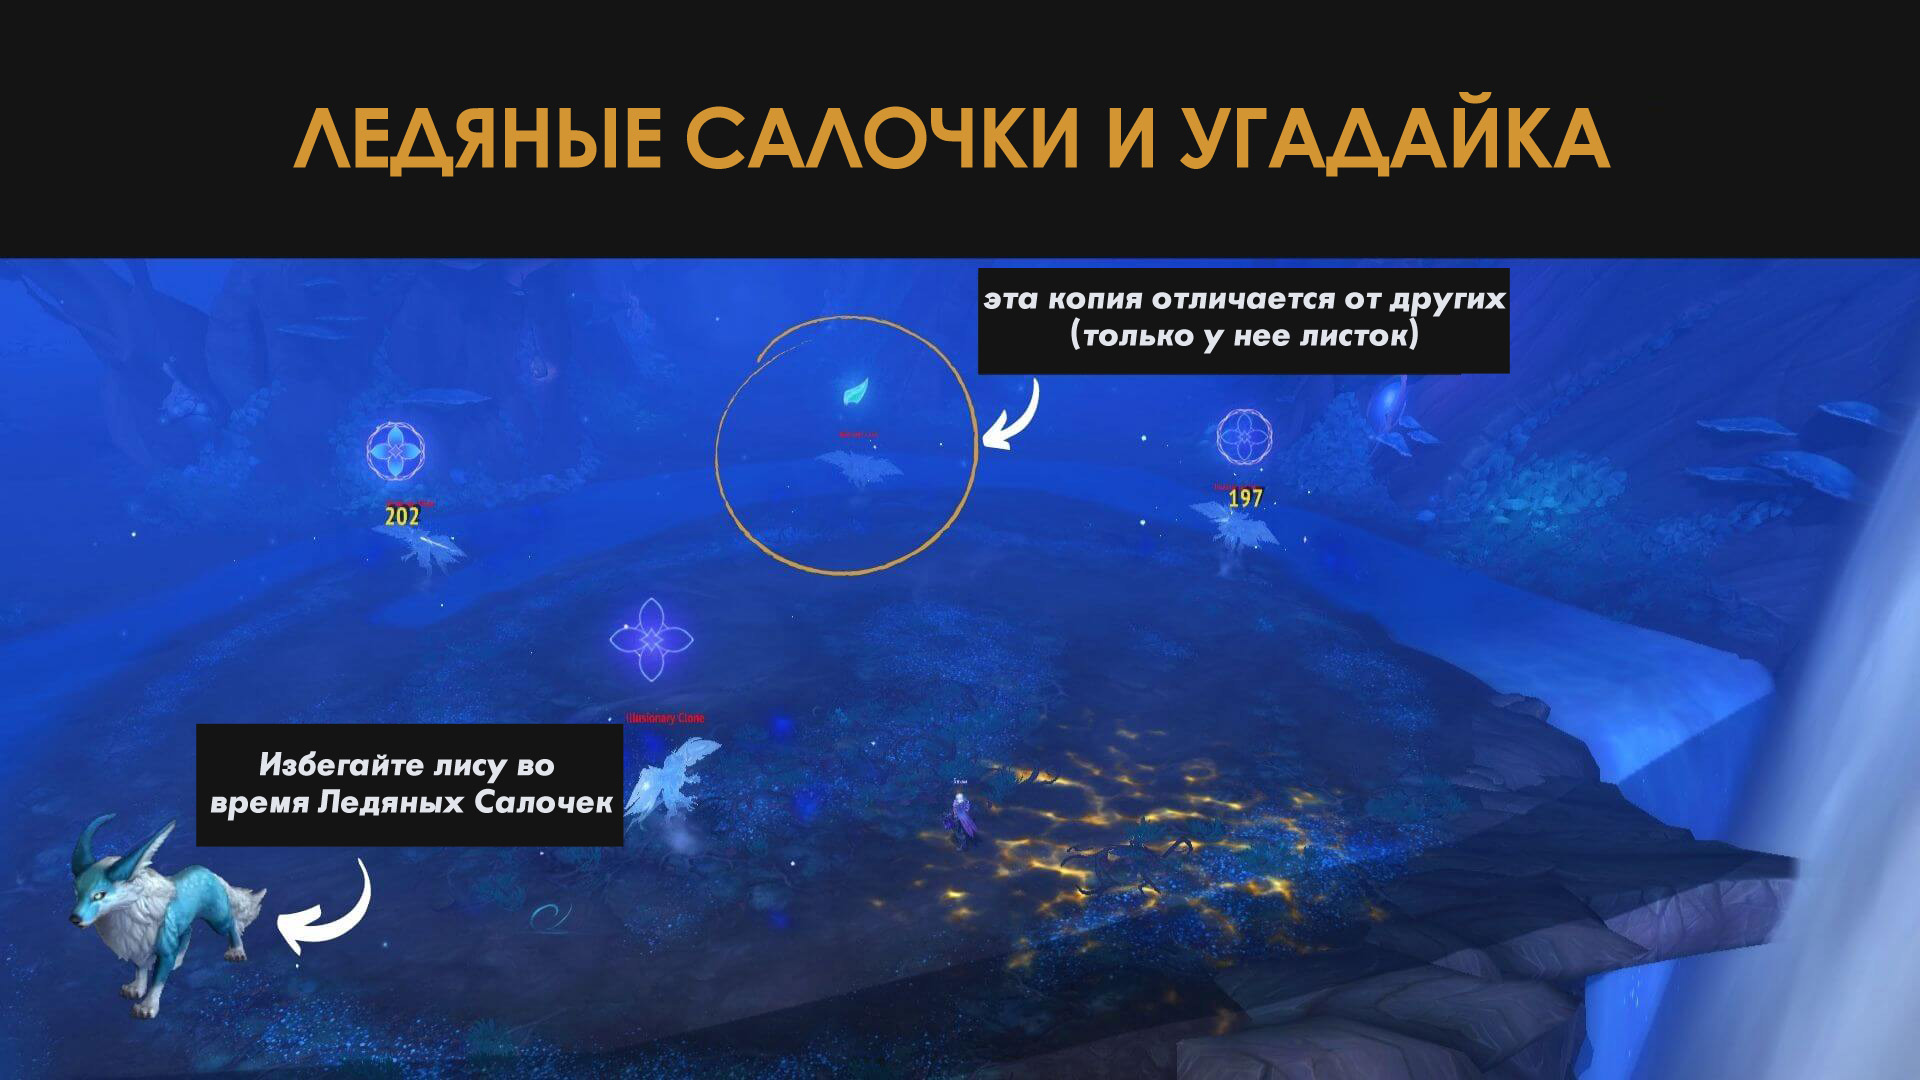 ЛЕДЯНЫЕ САЛОЧКИ И УГАДАЙКА
эта копия отличается от других
(только у нее листок)
202
197
Illusionary Clone
Избегайте лису во
время Ледяных Салочек